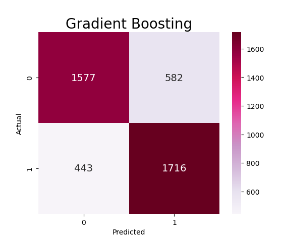 Gradient Boosting
0 1577 582 1600
1400
1200
Actual
1000
1 443 1716 800
600
0 1
Predicted